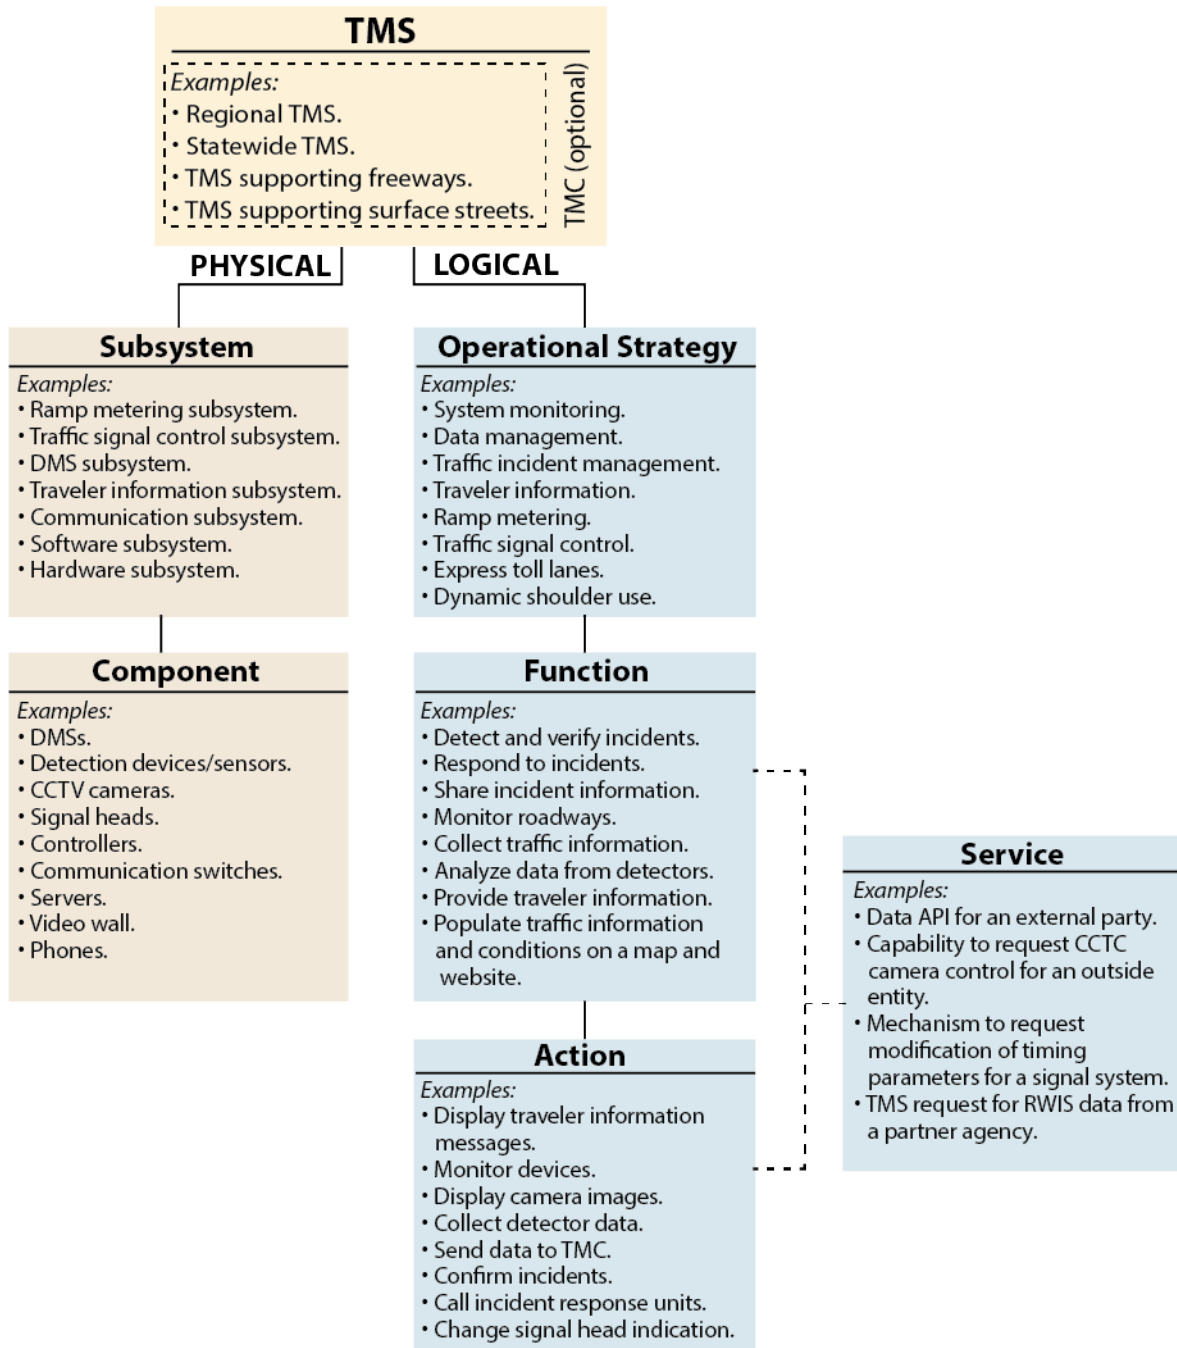 TMS
Examples:
• Regional TMS.
• Statewide TMS.
• TMS supporting freeways.
• TMS supporting surface streets.
TMC (optional)
PHYSICAL
LOGICAL
Subsystem
Examples:
• Ramp metering subsystem.
• Traffic signal control subsystem.
• DMS subsystem.
• Traveler information subsystem.
• Communication subsystem.
• Software subsystem.
• Hardware subsystem.
Operational Strategy
Examples:
• System monitoring.
• Data management.
• Traffic incident management.
• Traveler information.
• Ramp metering.
• Traffic signal control.
• Express toll lanes.
• Dynamic shoulder use.
Component
Examples:
• DMSs.
• Detection devices/sensors.
• CCTV cameras.
• Signal heads.
• Controllers.
• Communication switches.
• Servers.
• Video wall.
• Phones.
Function
Examples:
• Detect and verify incidents.
• Respond to incidents.
• Share incident information.
• Monitor roadways.
• Collect traffic information.
• Analyze data from detectors.
• Provide traveler information.
• Populate traffic information
and conditions on a map and
website.
Service
Examples:
• Data API for an external party.
• Capability to request CCTC
camera control for an outside
entity.
• Mechanism to request
modification of timing
parameters for a signal system.
• TMS request for RWIS data from
a partner agency.
Action
Examples:
• Display traveler information
messages.
• Monitor devices.
• Display camera images.
• Collect detector data.
• Send data to TMC.
• Confirm incidents.
• Call incident response units.
• Change signal head indication.